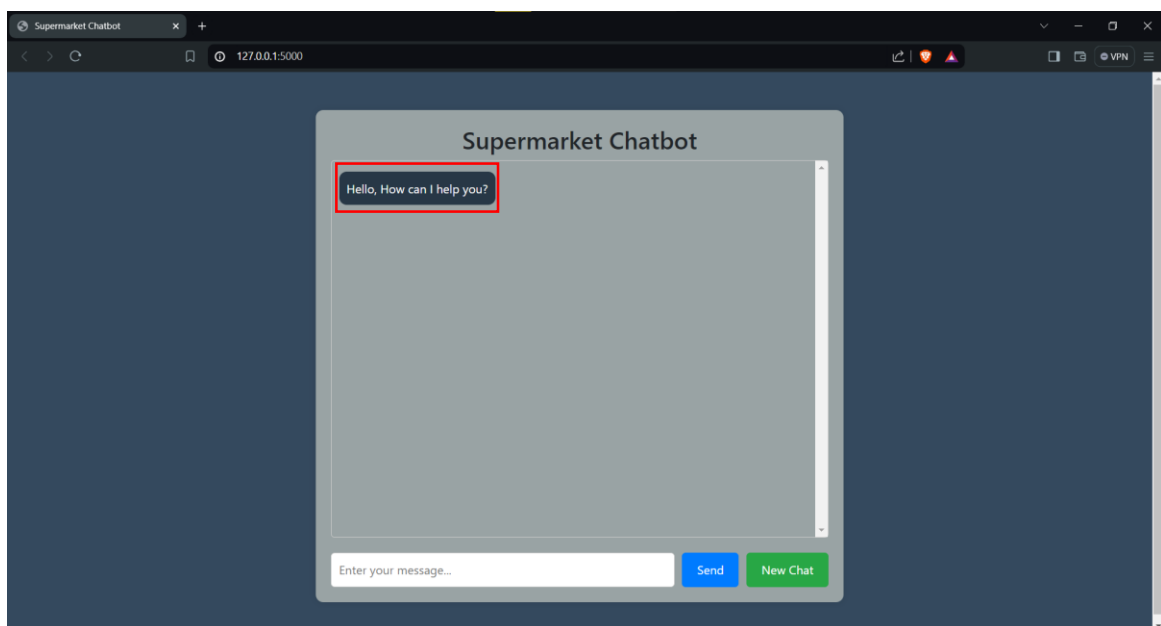 Supermarket Chatbot
127.0.0.1:5000
VPN
Supermarket Chatbot
Hello, How can I help you?
Enter your message...
Send
New Chat